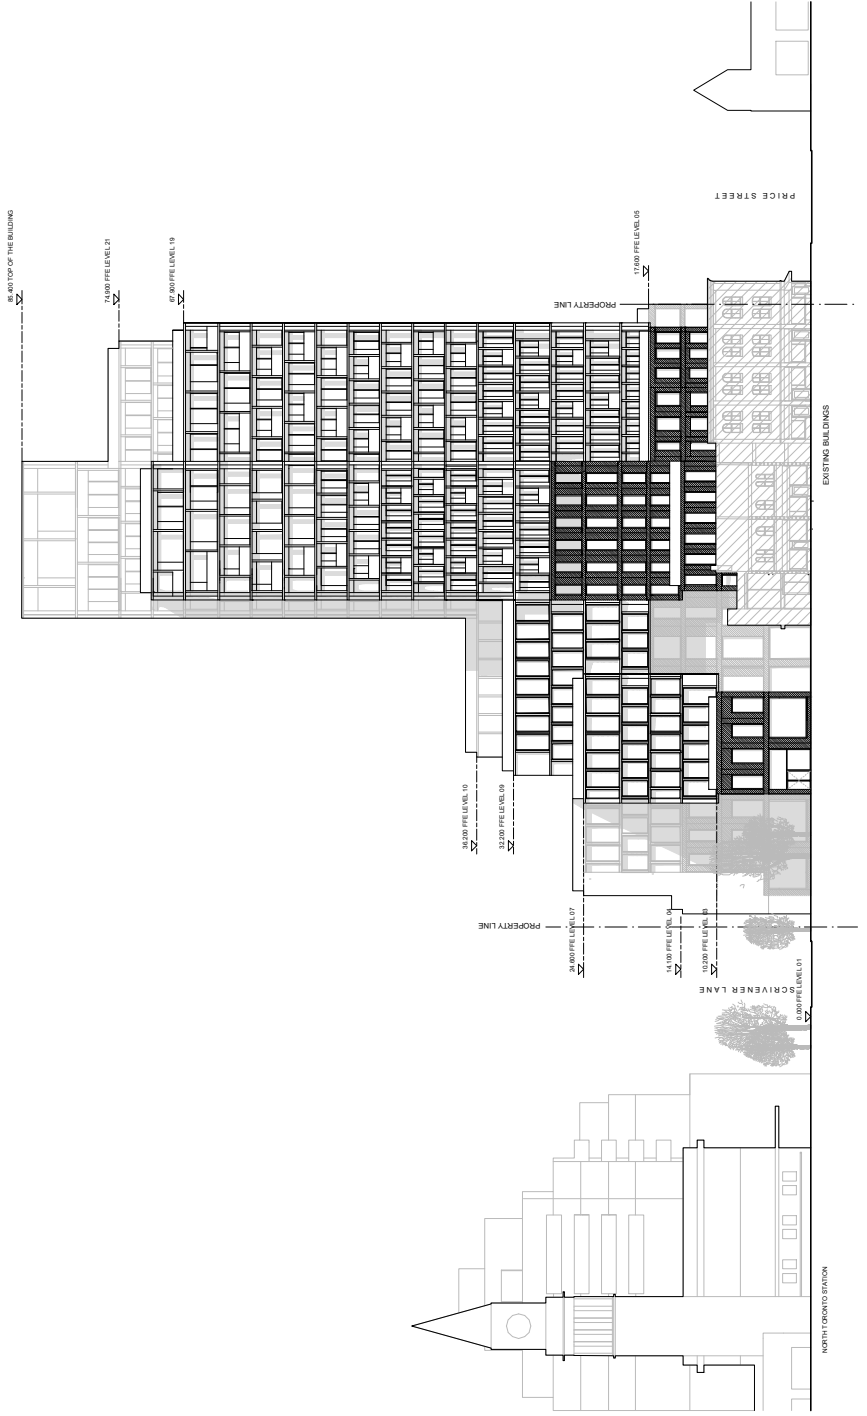 85.400 TOP OF THE BUILDING
74.900 FFE LEVEL 21
67.900 FFE LEVEL 19
17.600 FFE LEVEL 05
PRICE STREET
PROPERTY LINE
EXISTING BUILDINGS
36.200 FFE LEVEL 10
32.200 FFE LEVEL 09
24.600 FFE LEVEL 07
14.100 FFE LEVEL 04
10.200 FFE LEVEL 03
0.000 FFE LEVEL 01
PROPERTY LINE
SCRIVENER LANE
NORTH TORONTO STATION